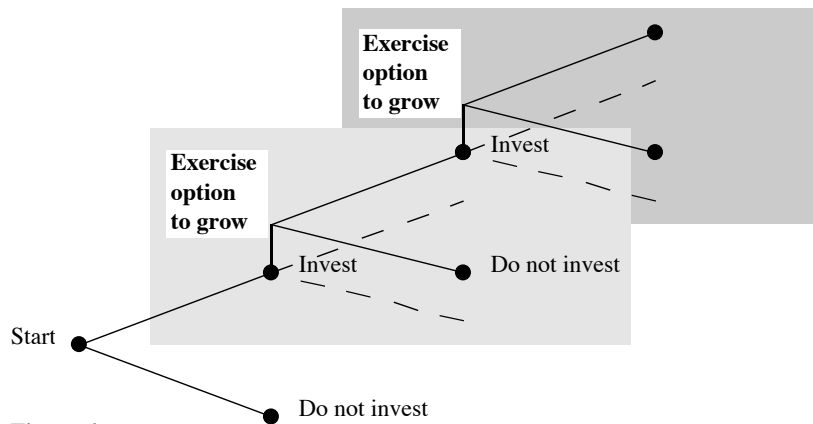 Exercise
option
to grow
Invest
Exercise
option
to grow
Invest
Do not invest
Start
Do not invest